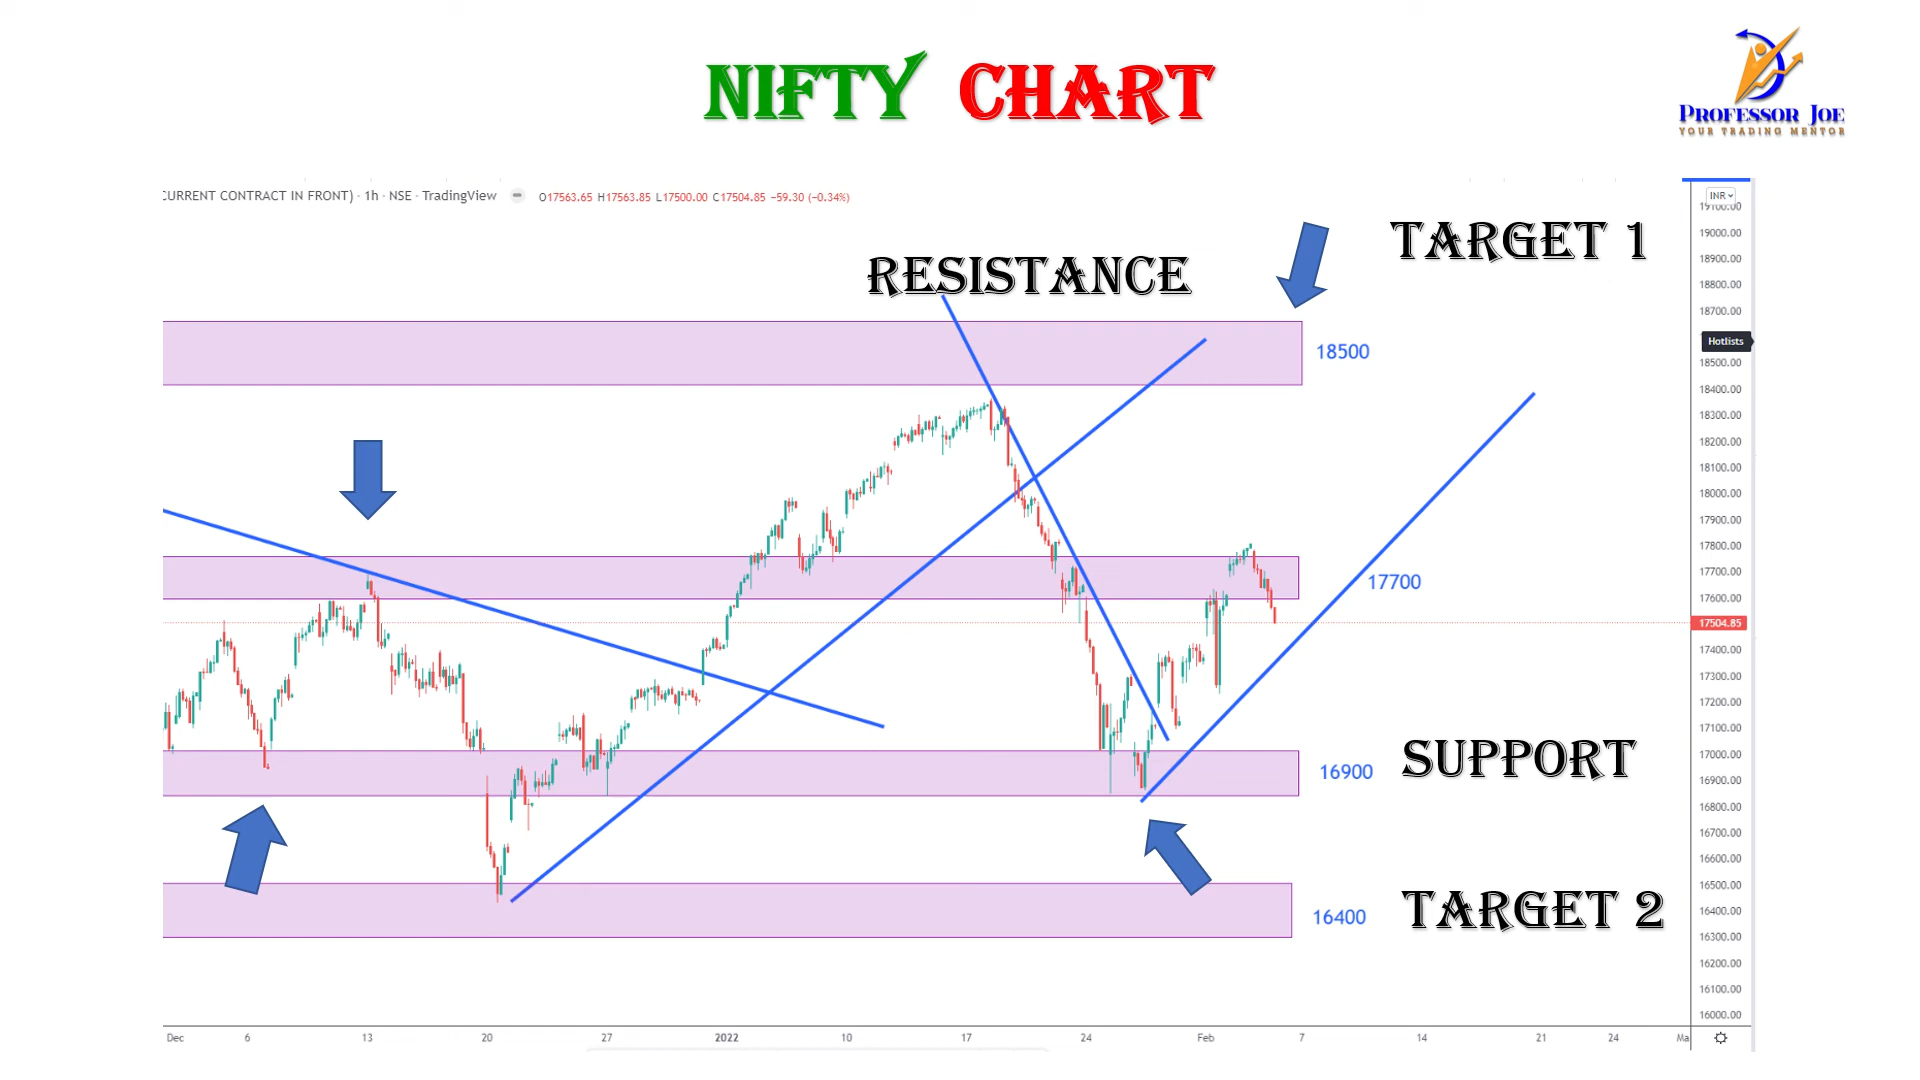 NIFTY CHART
PROFESSOR JOE
YOUR TRADING MENTOR
CURRENT CONTRACT IN FRONT) · 1h · NSE · TradingView
O17563.65 H17563.85 L17500.00 C17504.85 −59.30 (−0.34%)
INR
19100.00
19000.00
18900.00
18800.00
18700.00
Hotlists
18500.00
18400.00
18300.00
18200.00
18100.00
18000.00
17900.00
17800.00
17700.00
17600.00
17504.85
17400.00
17300.00
17200.00
17100.00
17000.00
16900.00
16800.00
16700.00
16600.00
16500.00
16400.00
16300.00
16200.00
16100.00
16000.00
TARGET 1
RESISTANCE
18500
17700
16900
SUPPORT
16400
TARGET 2
Dec 6 13 20 27 2022 10 17 24 Feb 7 14 21 24 Ma